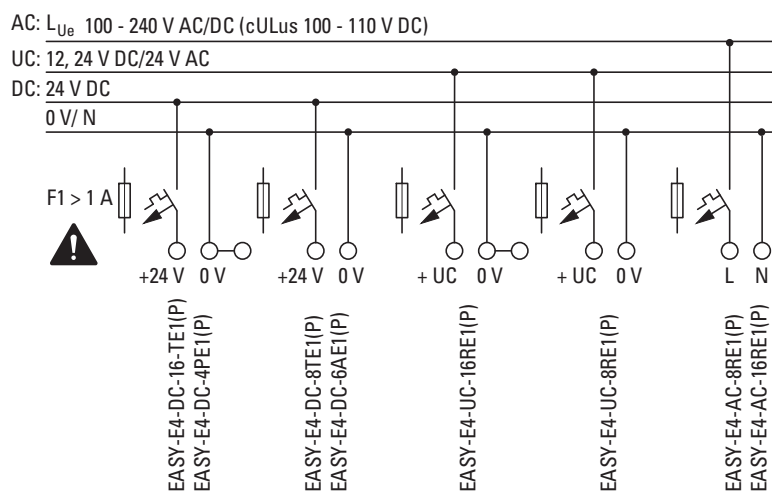 AC: LUe 100 - 240 V AC/DC (cULus 100 - 110 V DC)
UC: 12, 24 V DC/24 V AC
DC: 24 V DC
0 V/ N
F1 > 1 A
+24 V 0 V +24 V 0 V + UC 0 V + UC 0 V L N
EASY-E4-DC-16-TE1(P)
EASY-E4-DC-4PE1(P)
EASY-E4-DC-8TE1(P)
EASY-E4-DC-6AE1(P)
EASY-E4-UC-16RE1(P)
EASY-E4-UC-8RE1(P)
EASY-E4-AC-8RE1(P)
EASY-E4-AC-16RE1(P)